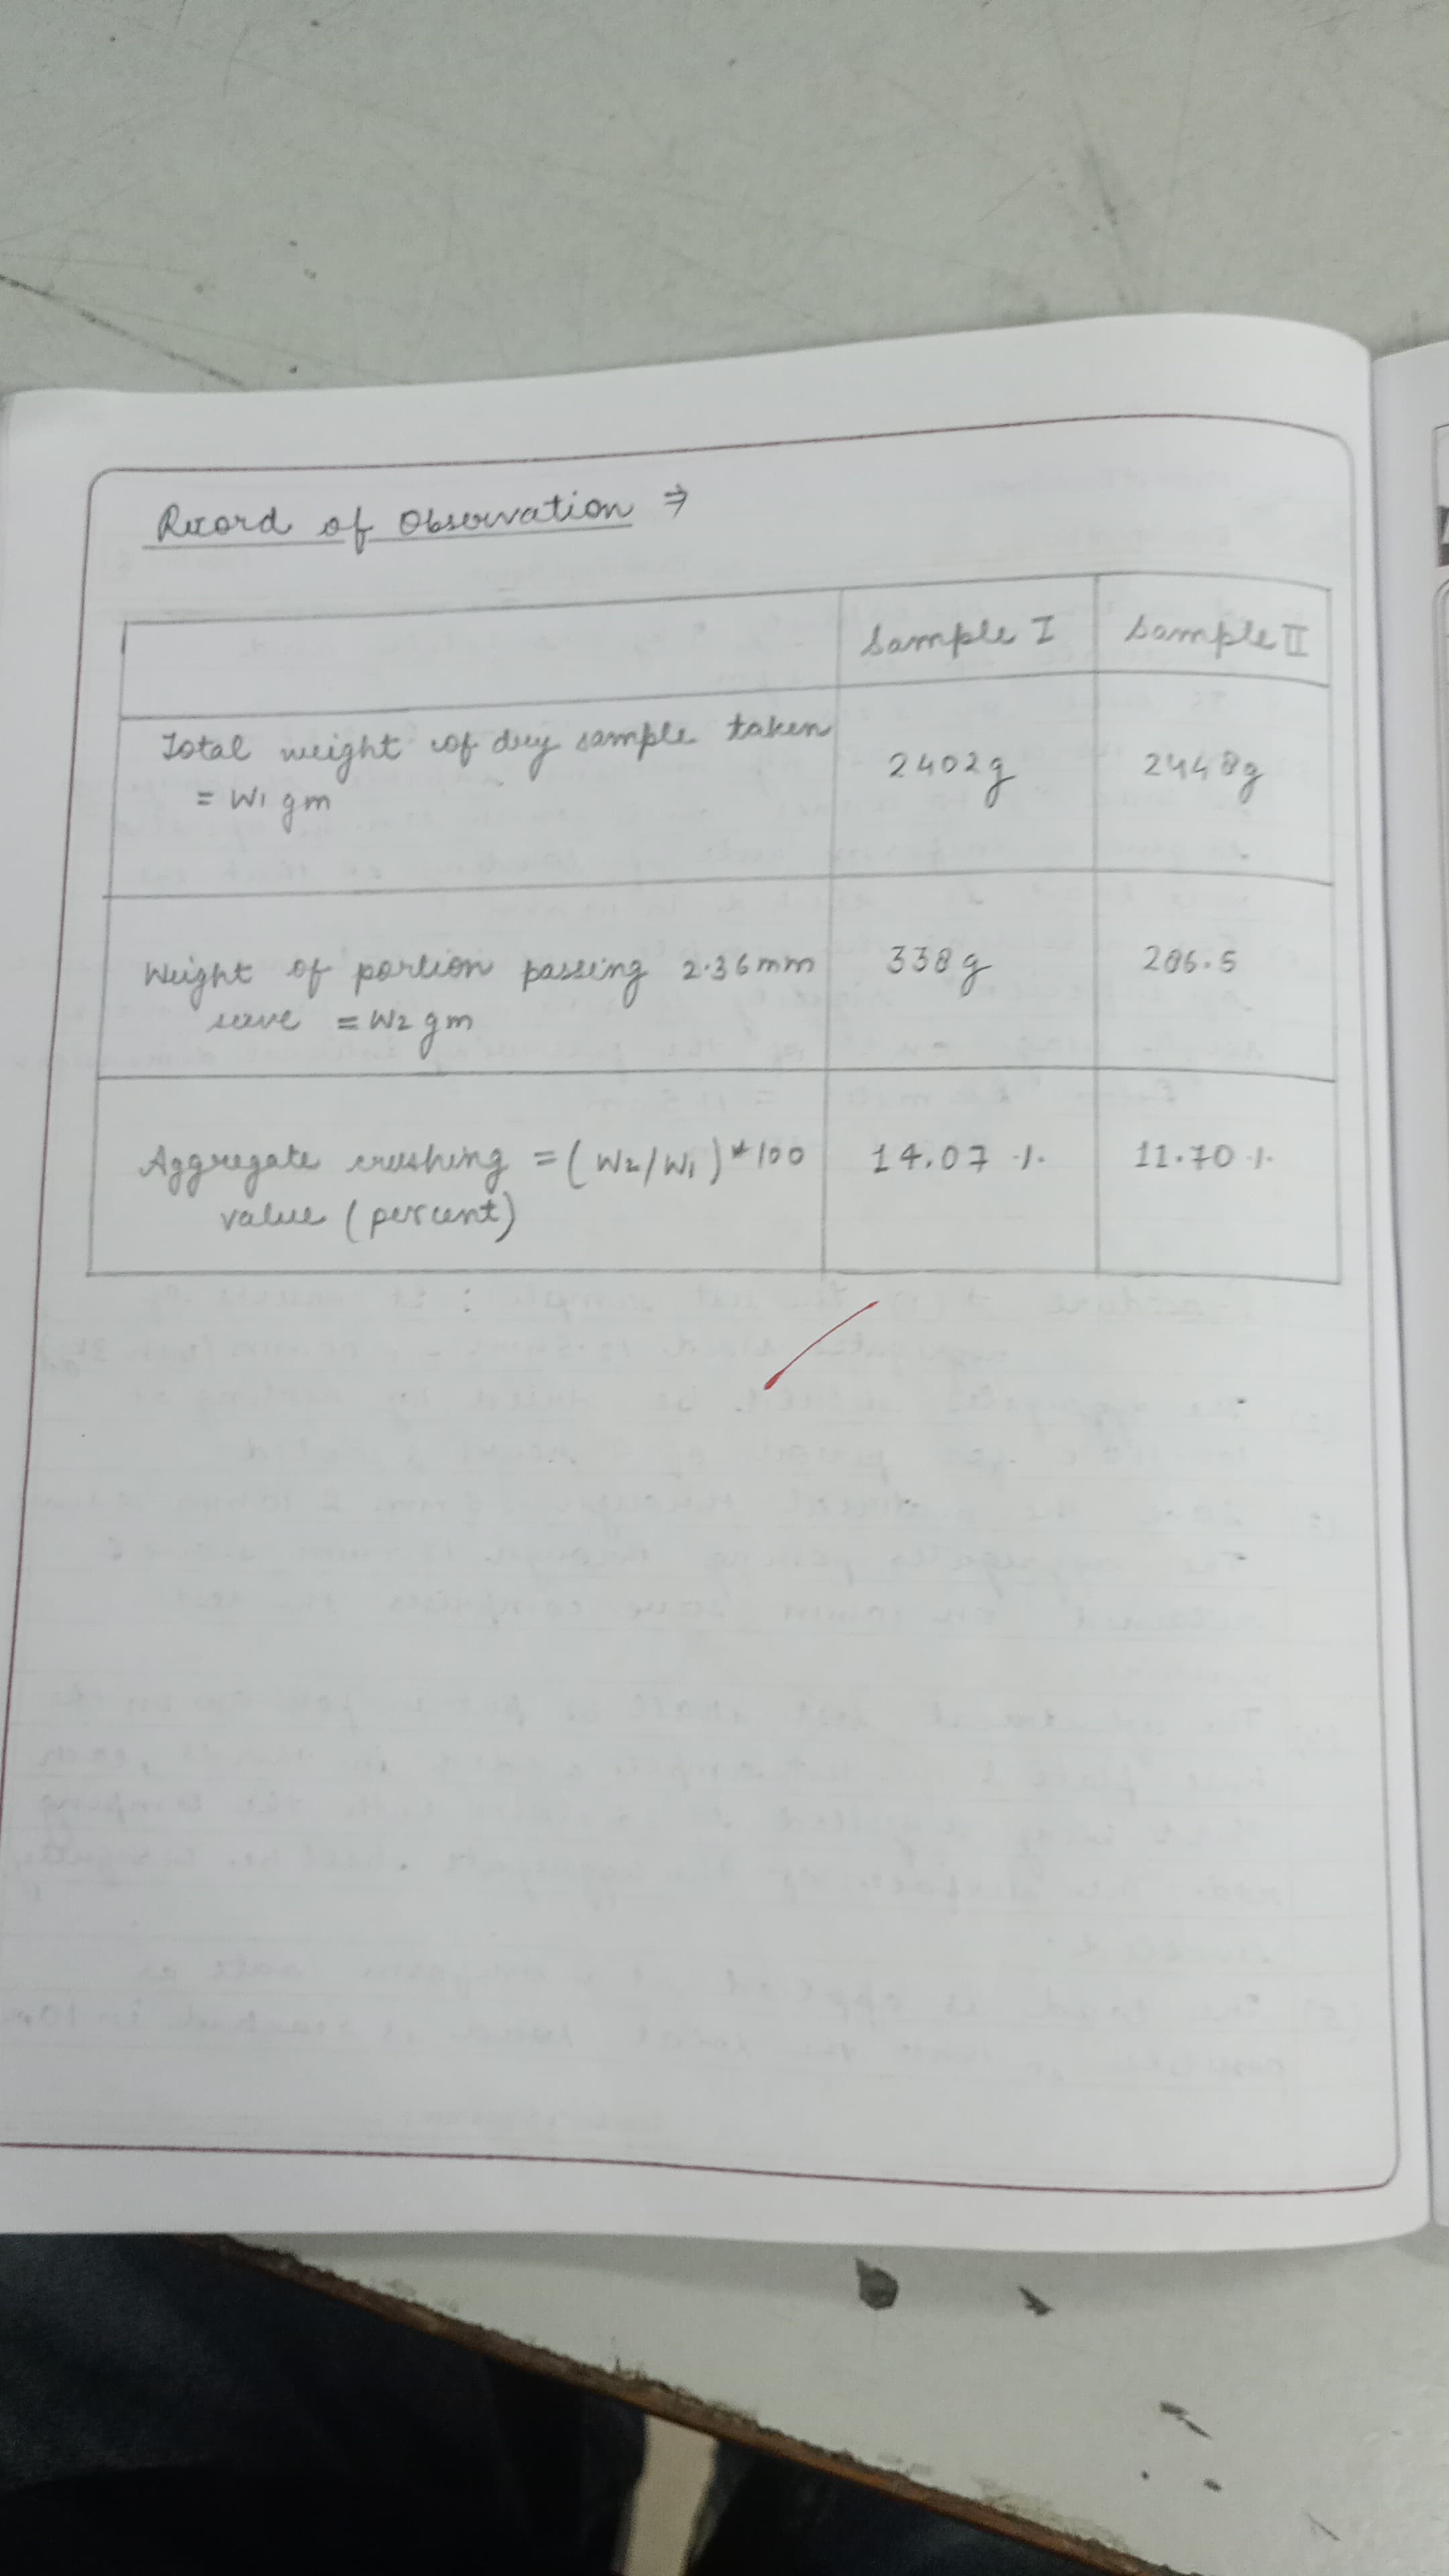 Record of Observation ⇒
Sample I Sample II
Total weight of dry sample taken 2402g 2448g
= W1 gm
Weight of portion passing 2.36mm 338g 286.5
sieve = W2 gm
Aggregate crushing = (W2/W1)*100 14.07 % 11.70 %
value (percent)